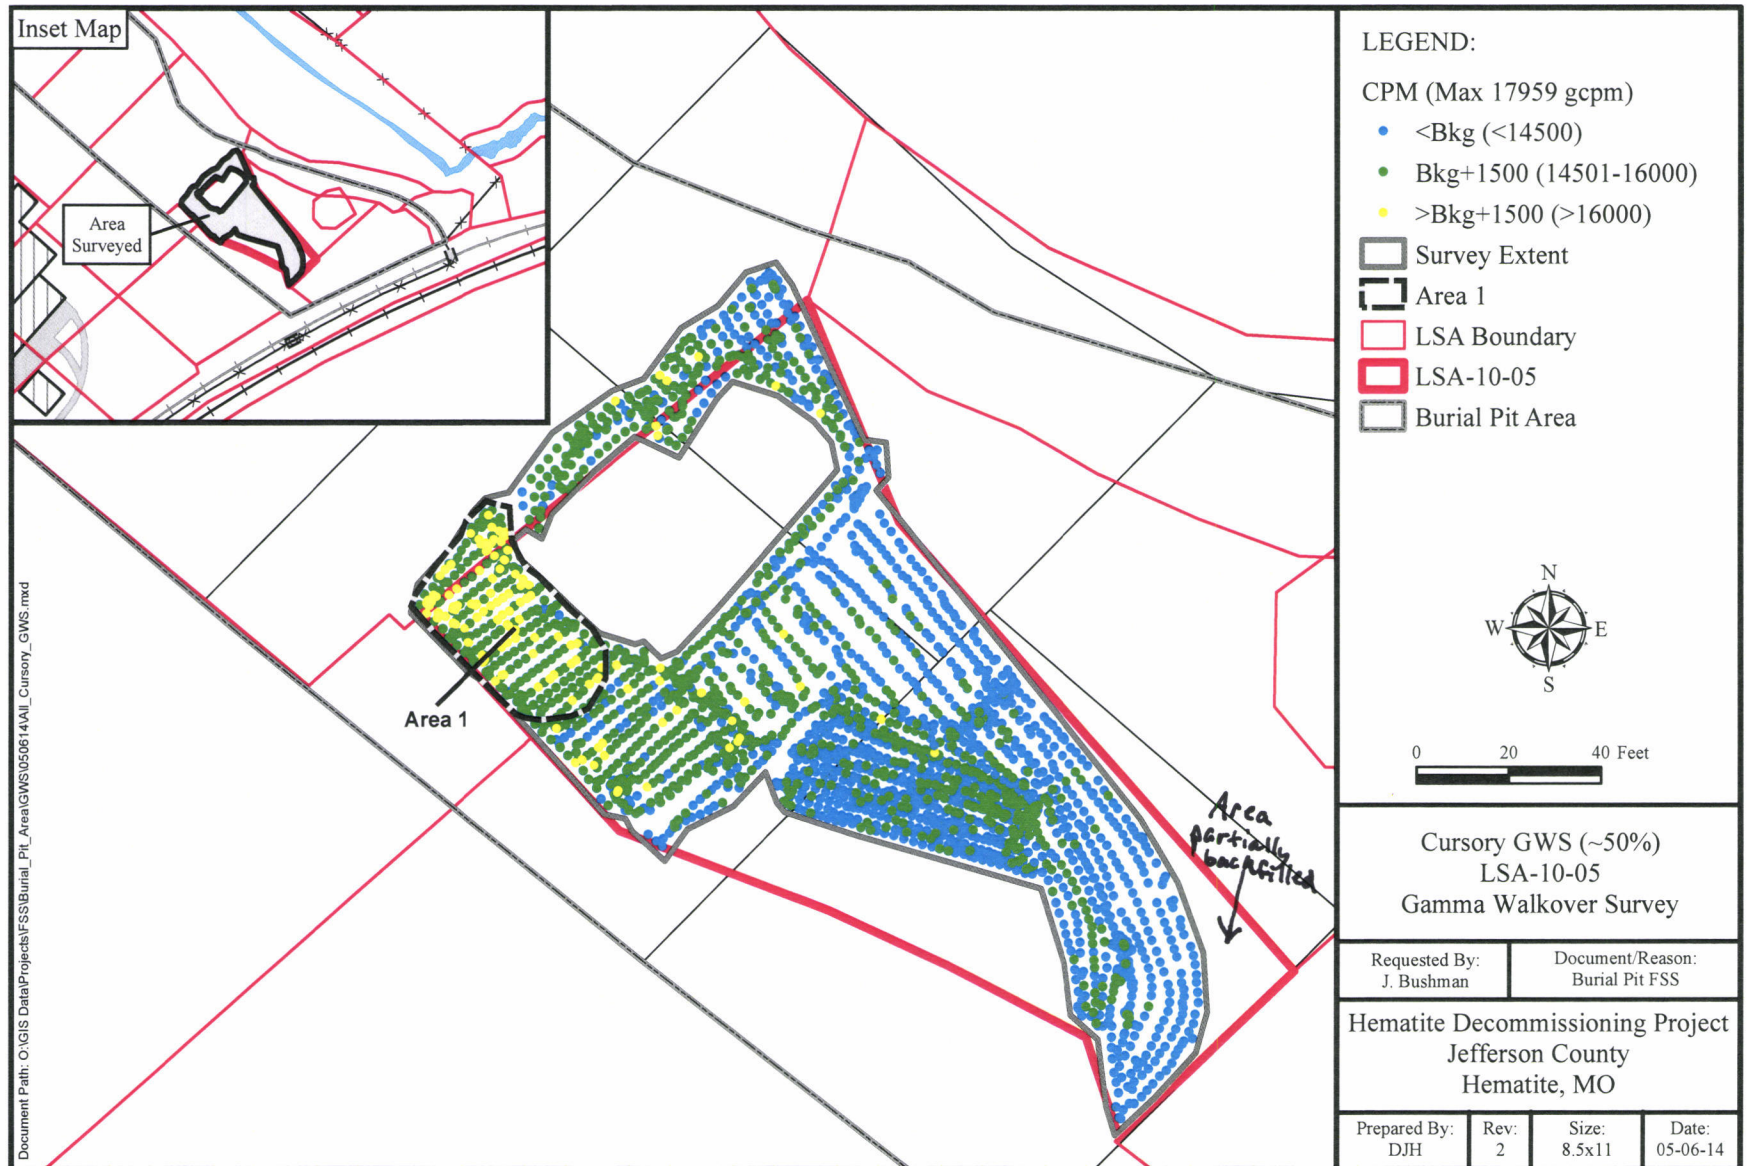 Inset Map
Area
Surveyed
Area 1
Area
partially
backfilled
Document Path: O:\GIS Data\Projects\FSS\Burial_Pit_Area\GWS\050614\All_Cursory_GWS.mxd
LEGEND:
CPM (Max 17959 gcpm)
<Bkg (<14500)
Bkg+1500 (14501-16000)
>Bkg+1500 (>16000)
Survey Extent
Area 1
LSA Boundary
LSA-10-05
Burial Pit Area
N
W E
S
0 20 40 Feet
Cursory GWS (~50%)
LSA-10-05
Gamma Walkover Survey
Requested By:
J. Bushman
Document/Reason:
Burial Pit FSS
Hematite Decommissioning Project
Jefferson County
Hematite, MO
Prepared By:
DJH
Rev:
2
Size:
8.5x11
Date:
05-06-14